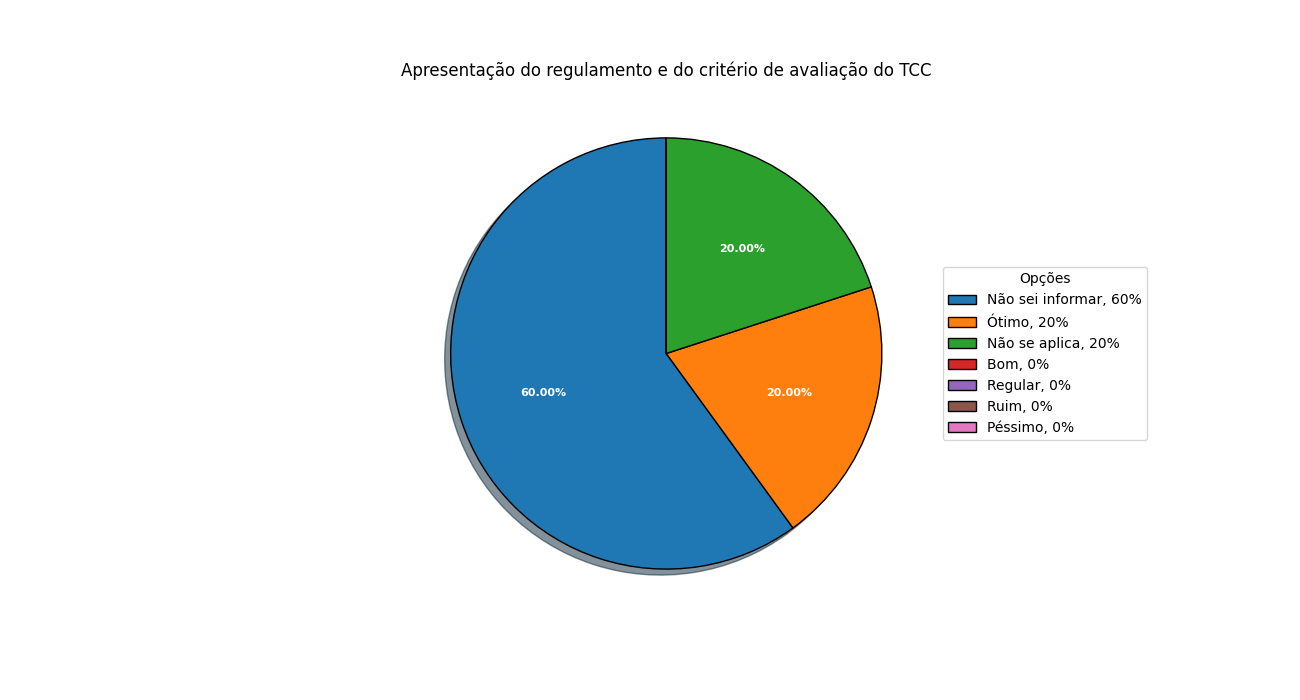 Apresentação do regulamento e do critério de avaliação do TCC
20.00%
60.00%
20.00%
Opções
Não sei informar, 60%
Ótimo, 20%
Não se aplica, 20%
Bom, 0%
Regular, 0%
Ruim, 0%
Péssimo, 0%